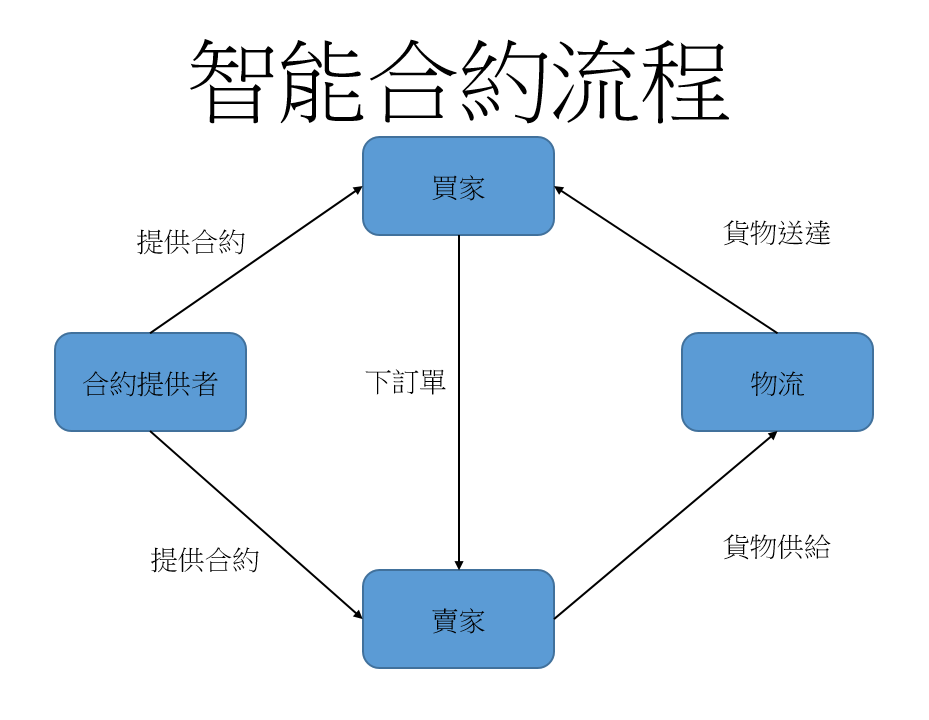 智能合約流程
買家
提供合約
貨物送達
合約提供者
下訂單
物流
提供合約
貨物供給
賣家